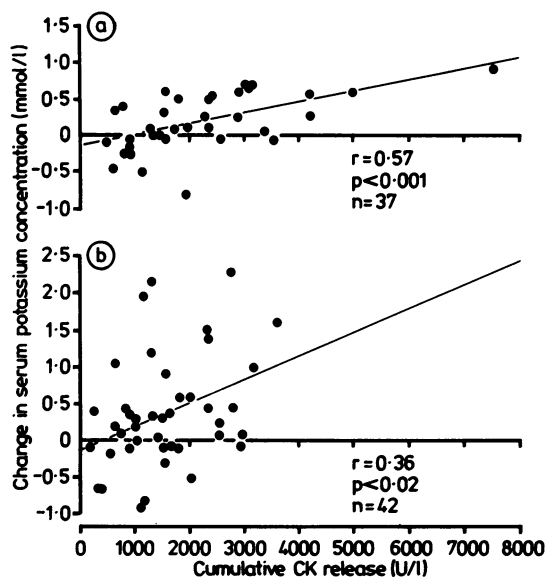 Change in serum potassium concentration (mmol/l)
a
1·5
1·0
0·5
0
-0·5
-1·0
r=0·57
p<0·001
n=37
b
2·5
2·0
1·5
1·0
0·5
0
-0·5
-1·0
r=0·36
p<0·02
n=42
0 1000 2000 3000 4000 5000 6000 7000 8000
Cumulative CK release (U/l)